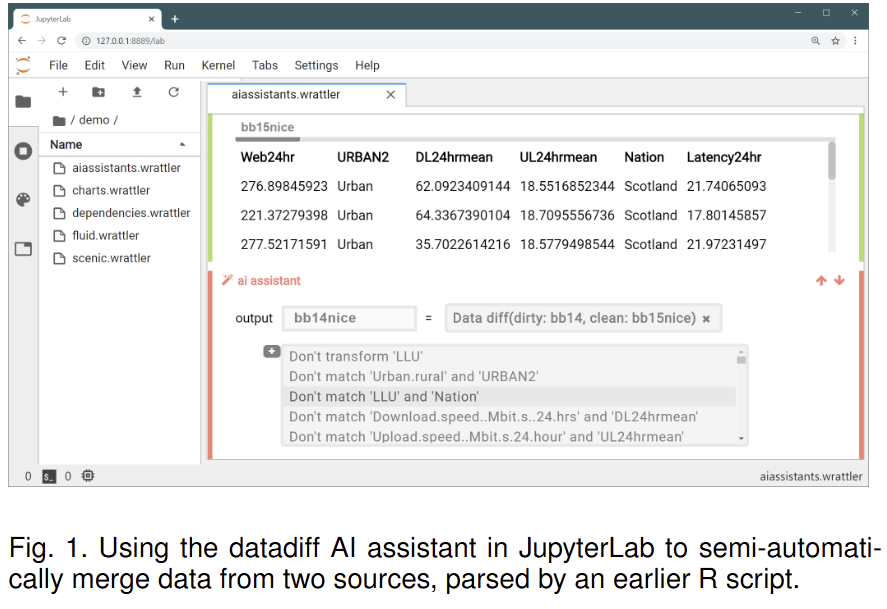 JupyterLab
127.0.0.1:8889/lab
File Edit View Run Kernel Tabs Settings Help
aiassistants.wrattler
/ demo /
Name
aiassistants.wrattler
charts.wrattler
dependencies.wrattler
fluid.wrattler
scenic.wrattler
bb15nice
Web24hr URBAN2 DL24hrmean UL24hrmean Nation Latency24hr
276.89845923 Urban 62.0923409144 18.5516852344 Scotland 21.74065093
221.37279398 Urban 64.3367390104 18.7095556736 Scotland 17.80145857
277.52171591 Urban 35.7022614216 18.5779498544 Scotland 21.97231497
ai assistant
output bb14nice = Data diff(dirty: bb14, clean: bb15nice) ×
Don't transform 'LLU'
Don't match 'Urban.rural' and 'URBAN2'
Don't match 'LLU' and 'Nation'
Don't match 'Download.speed..Mbit.s..24.hrs' and 'DL24hrmean'
Don't match 'Upload.speed..Mbit.s.24.hour' and 'UL24hrmean'
0 $_ 0
aiassistants.wrattler
Fig. 1. Using the datadiff AI assistant in JupyterLab to semi-automati-
cally merge data from two sources, parsed by an earlier R script.